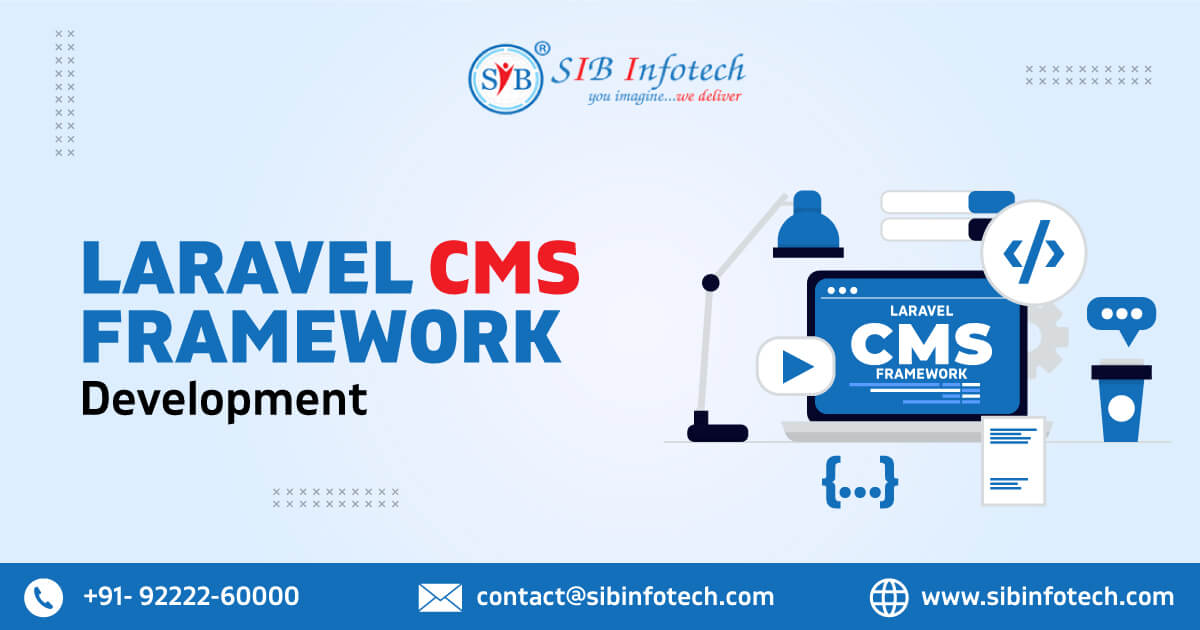 SIB
®
SIB Infotech
you imagine...we deliver
LARAVEL CMS
FRAMEWORK
Development
</>
LARAVEL
CMS
FRAMEWORK
{...}
+91- 92222-60000
contact@sibinfotech.com
www.sibinfotech.com